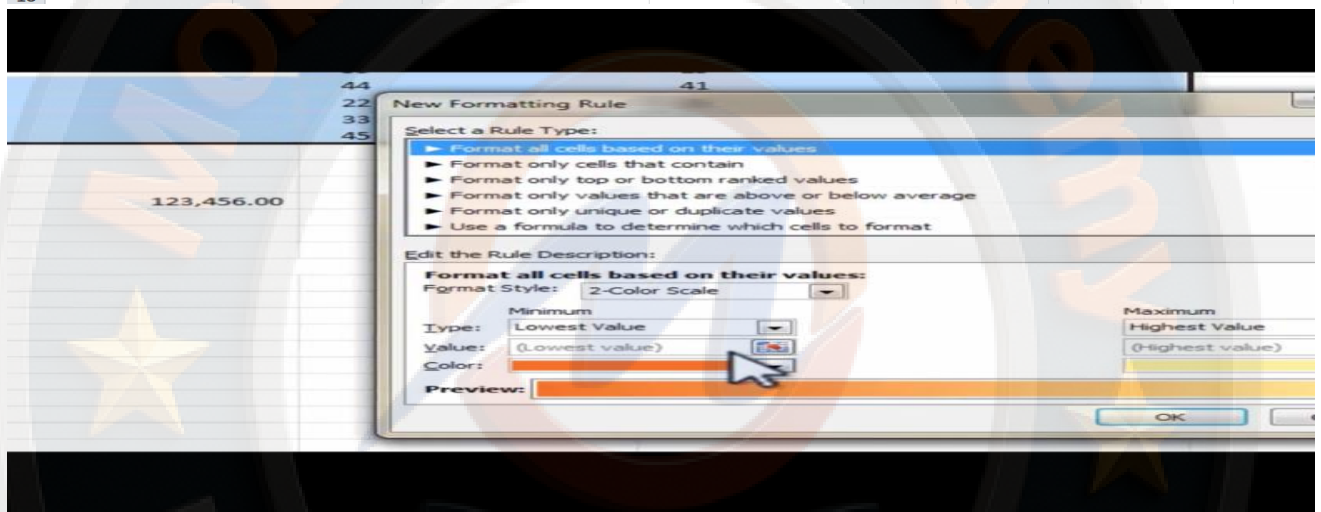 44 41
22
33
45
123,456.00
New Formatting Rule
Select a Rule Type:
► Format all cells based on their values
► Format only cells that contain
► Format only top or bottom ranked values
► Format only values that are above or below average
► Format only unique or duplicate values
► Use a formula to determine which cells to format
Edit the Rule Description:
Format all cells based on their values:
Format Style: 2-Color Scale
Minimum Maximum
Type: Lowest Value Highest Value
Value: (Lowest value) (Highest value)
Color:
Preview:
OK